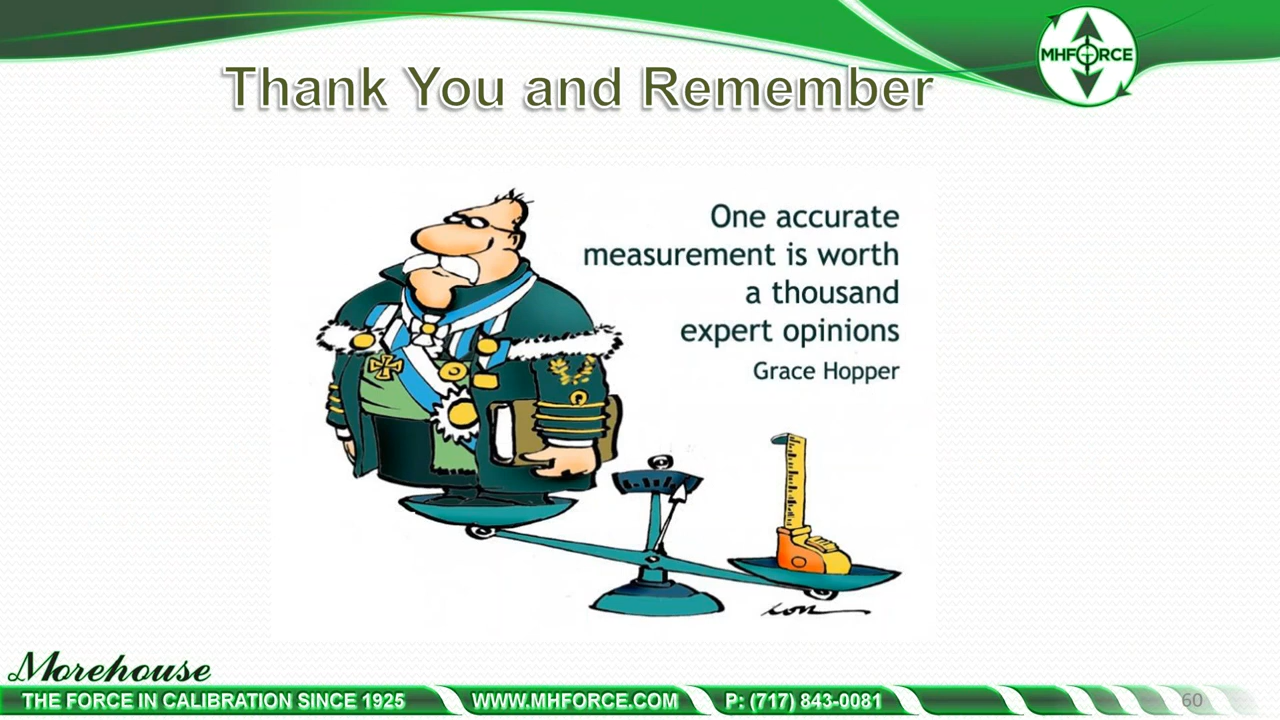 MHFORCE
Thank You and Remember
One accurate
measurement is worth
a thousand
expert opinions
Grace Hopper
Morehouse
THE FORCE IN CALIBRATION SINCE 1925
WWW.MHFORCE.COM
P: (717) 843-0081
60